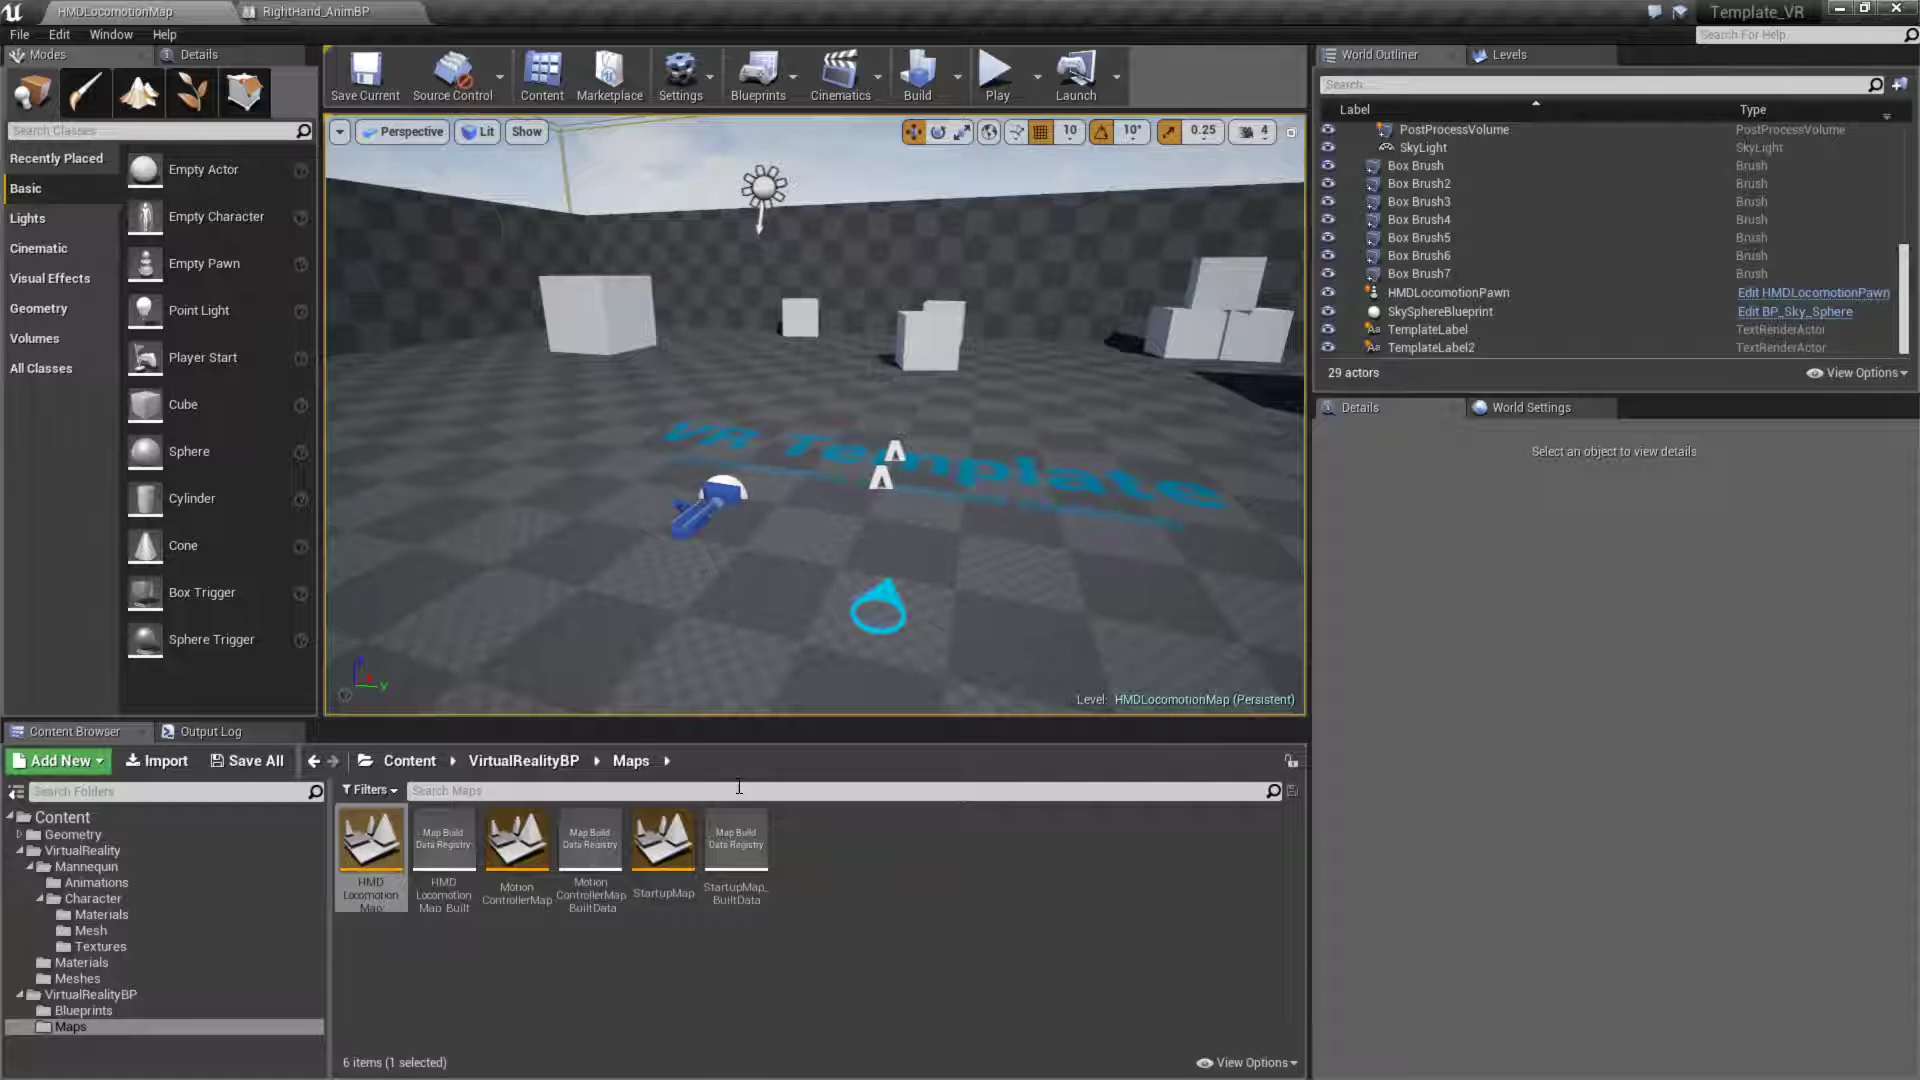 HMDLocomotionMap
RightHand_AnimBP
Template_VR
File Edit Window Help
Search For Help
Modes
Details
Save Current
Source Control
Content
Marketplace
Settings
Blueprints
Cinematics
Build
Play
Launch
World Outliner
Levels
Search...
Search Classes
Perspective
Lit
Show
10
10°
0.25
4
Label
Type
PostProcessVolume PostProcessVolume
SkyLight SkyLight
Box Brush Brush
Box Brush2 Brush
Box Brush3 Brush
Box Brush4 Brush
Box Brush5 Brush
Box Brush6 Brush
Box Brush7 Brush
HMDLocomotionPawn Edit HMDLocomotionPawn
SkySphereBlueprint Edit BP_Sky_Sphere
TemplateLabel TextRenderActor
TemplateLabel2 TextRenderActor
29 actors
View Options
Details
World Settings
Select an object to view details
Recently Placed
Basic
Lights
Cinematic
Visual Effects
Geometry
Volumes
All Classes
Empty Actor
Empty Character
Empty Pawn
Point Light
Player Start
Cube
Sphere
Cylinder
Cone
Box Trigger
Sphere Trigger
VR Template
Level: HMDLocomotionMap (Persistent)
Content Browser
Output Log
Add New
Import
Save All
Content
VirtualRealityBP
Maps
Search Folders
Filters
Search Maps
Content
Geometry
VirtualReality
Mannequin
Animations
Character
Materials
Mesh
Textures
Materials
Meshes
VirtualRealityBP
Blueprints
Maps
Map Build
Data Registry
Map Build
Data Registry
Map Build
Data Registry
HMD
Locomotion
Map
HMD
Locomotion
Map_Built
Motion
ControllerMap
Motion
ControllerMap
BuiltData
StartupMap
StartupMap_
BuiltData
6 items (1 selected)
View Options